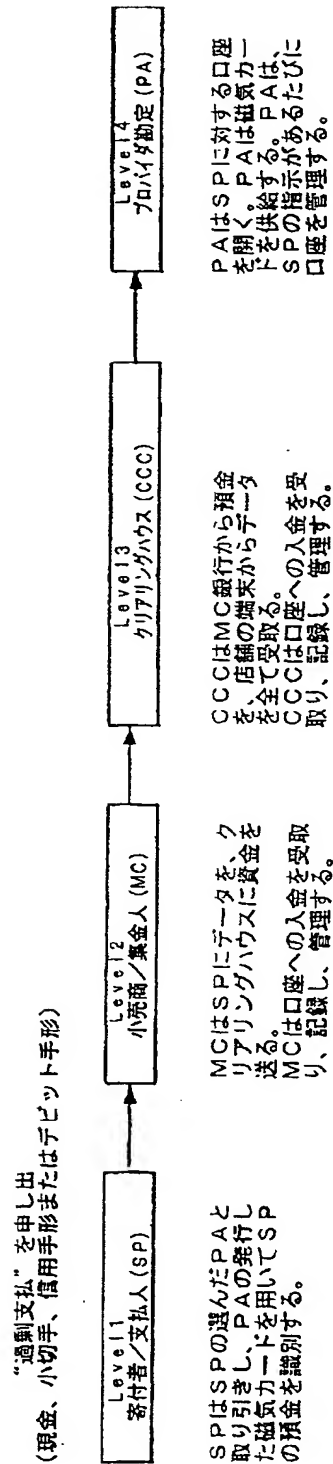 “過剰支払”を申し出
(現金、小切手、信用手形またはデビット手形)
Level1
寄付者／支払人(SP)
SPはSPの選んだPAと
取り引きし、PAの発行し
た磁気カードを用いてSP
の預金を識別する。
Level2
小売商／集金人(MC)
MCはSPにデータを、ク
リアリングハウスに資金を
送る。
MCは口座への入金を受取
り、記録し、管理する。
Level3
クリアリングハウス(CCC)
CCCはMC銀行から預金
を、店舗の端末からデータ
を全て受取る。
CCCは口座への入金を受
取り、記録し、管理する。
Level4
プロバイダ勘定(PA)
PAはSPに対する口座
を開く。PAは磁気カー
ドを供給する。PAは、
SPの指示があるたびに
口座を管理する。